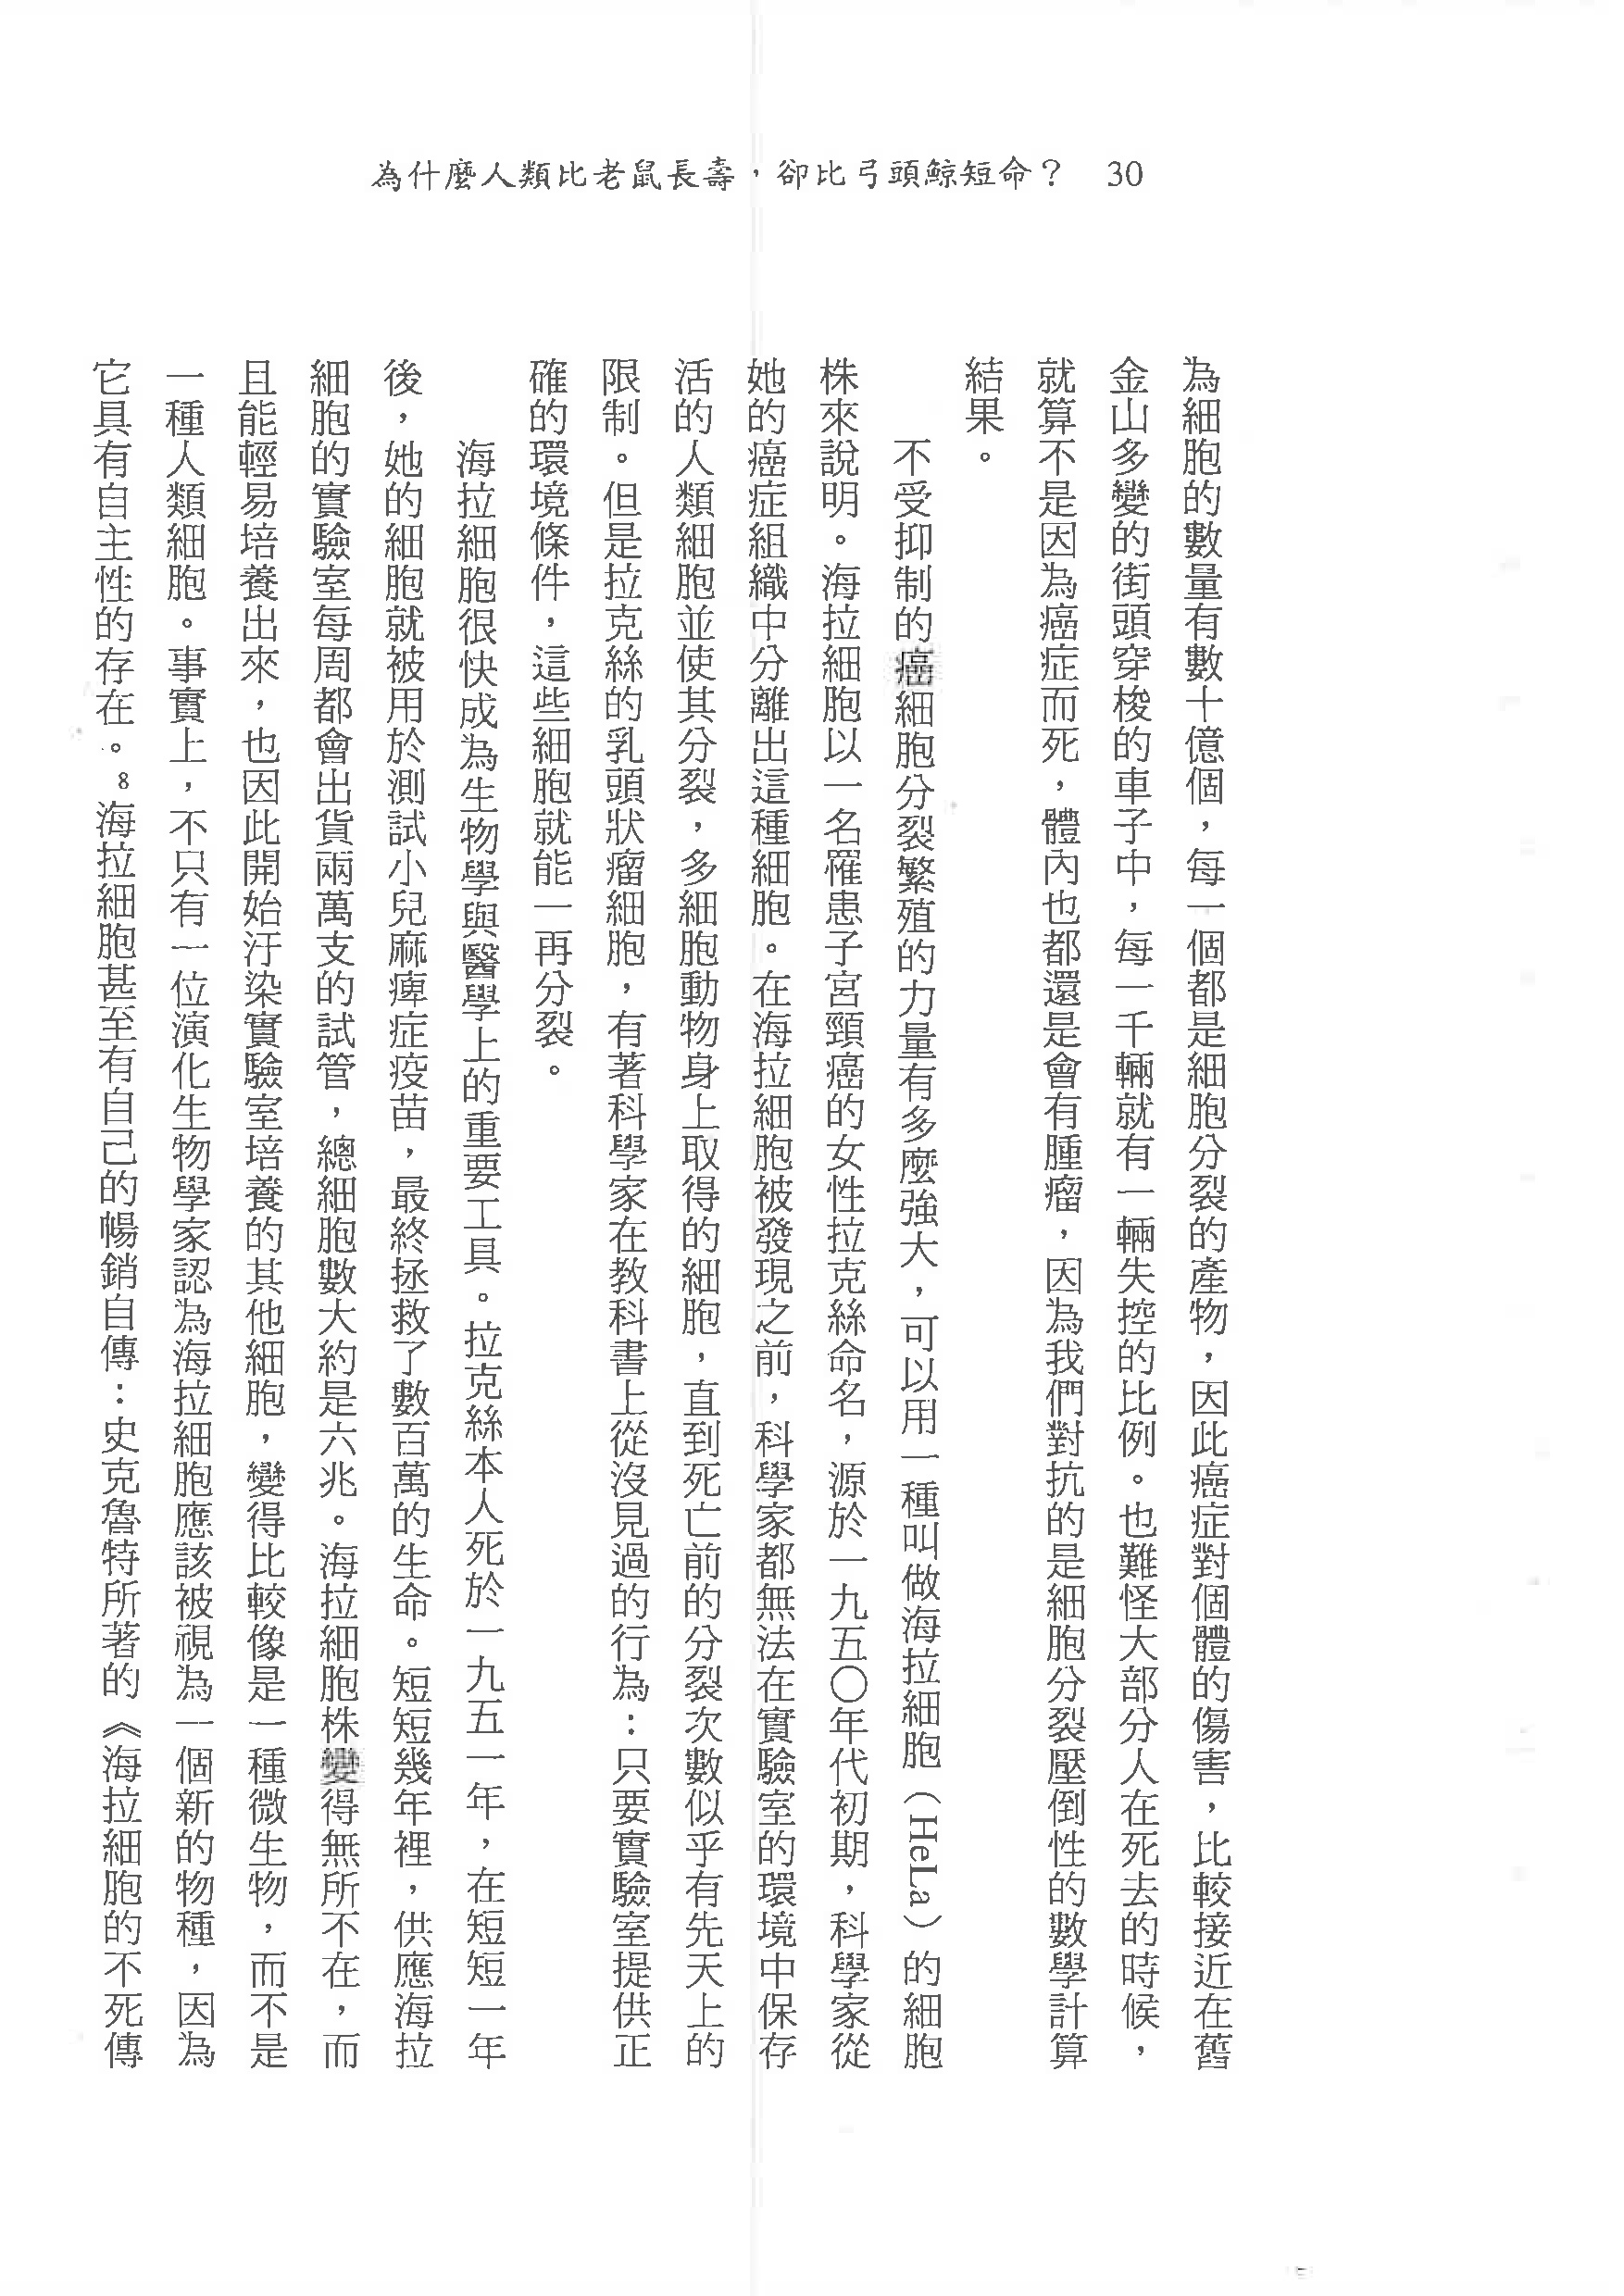 為什麼人類比老鼠長壽，卻比弓頭鯨短命？ 30
為細胞的數量有數十億個，每一個都是細胞分裂的產物，因此癌症對個體的傷害，比較接近在舊
金山多變的街頭穿梭的車子中，每一千輛就有一輛失控的比例。也難怪大部分人在死去的時候，
就算不是因為癌症而死，體內也都還是會有腫瘤，因為我們對抗的是細胞分裂壓倒性的數學計算
結果。
不受抑制的癌細胞分裂繁殖的力量有多麼強大，可以用一種叫做海拉細胞（HeLa）的細胞
株來說明。海拉細胞以一名罹患子宮頸癌的女性拉克絲命名，源於一九五〇年代初期，科學家從
她的癌症組織中分離出這種細胞。在海拉細胞被發現之前，科學家都無法在實驗室的環境中保存
活的人類細胞並使其分裂，多細胞動物身上取得的細胞，直到死亡前的分裂次數似乎有先天上的
限制。但是拉克絲的乳頭狀瘤細胞，有著科學家在教科書上從沒見過的行為：只要實驗室提供正
確的環境條件，這些細胞就能一再分裂。
海拉細胞很快成為生物學與醫學上的重要工具。拉克絲本人死於一九五一年，在短短一年
後，她的細胞就被用於測試小兒麻痺症疫苗，最終拯救了數百萬的生命。短短幾年裡，供應海拉
細胞的實驗室每周都會出貨兩萬支的試管，總細胞數大約是六兆。海拉細胞株變得無所不在，而
且能輕易培養出來，也因此開始汙染實驗室培養的其他細胞，變得比較像是一種微生物，而不是
一種人類細胞。事實上，不只有一位演化生物學家認為海拉細胞應該被視為一個新的物種，因為
它具有自主性的存在。8海拉細胞甚至有自己的暢銷自傳：史克魯特所著的《海拉細胞的不死傳